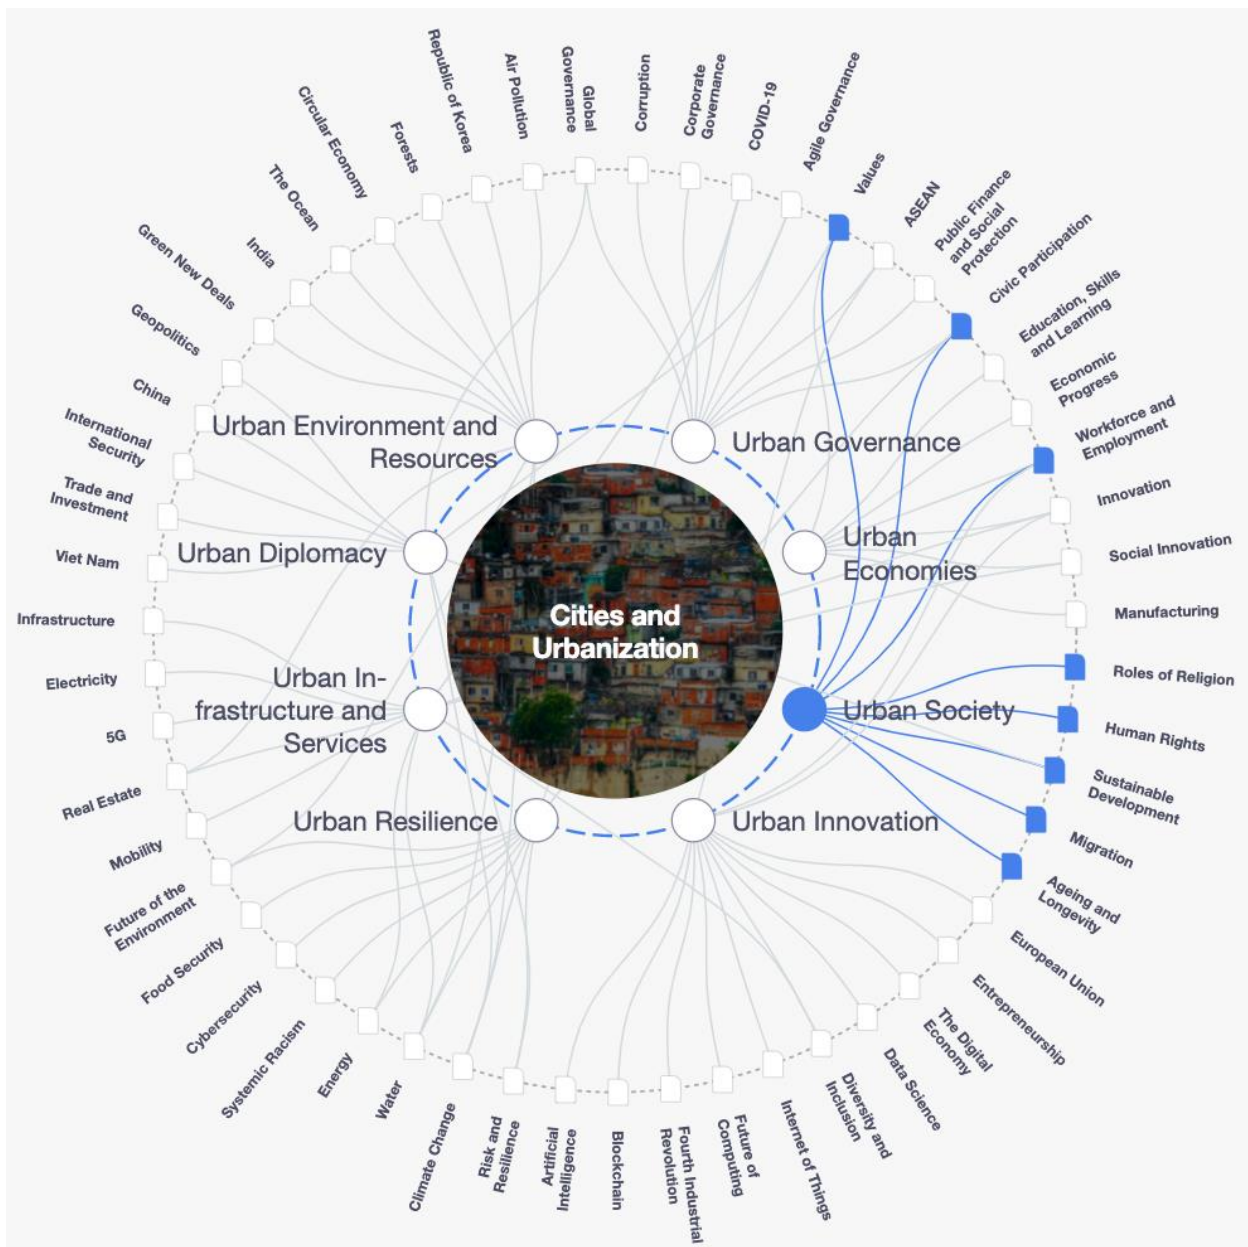 Cities and
Urbanization
Urban Environment and
Resources
Urban Governance
Urban Diplomacy
Urban
Economies
Urban In-
frastructure and
Services
Urban Society
Urban Resilience
Urban Innovation
Global
Governance
Corruption
Corporate
Governance
COVID-19
Agile Governance
Values
ASEAN
Public Finance
and Social
Protection
Civic Participation
Education, Skills
and Learning
Economic
Progress
Workforce and
Employment
Innovation
Social Innovation
Manufacturing
Roles of Religion
Human Rights
Sustainable
Development
Migration
Ageing and
Longevity
European Union
Entrepreneurship
The Digital
Economy
Data Science
Diversity and
Inclusion
Internet of Things
Future of
Computing
Fourth Industrial
Revolution
Blockchain
Artificial
Intelligence
Risk and
Resilience
Climate Change
Water
Energy
Systemic Racism
Cybersecurity
Food Security
Future of the
Environment
Mobility
Real Estate
5G
Electricity
Infrastructure
Viet Nam
Trade and
Investment
International
Security
China
Geopolitics
Green New Deals
India
The Ocean
Circular Economy
Forests
Republic of Korea
Air Pollution